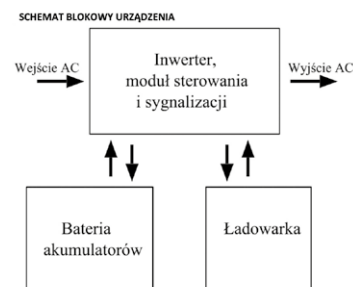 SCHEMAT BLOKOWY URZĄDZENIA
Wejście AC
Inwerter,
moduł sterowania
i sygnalizacji
Wyjście AC
Bateria
akumulatorów
Ładowarka